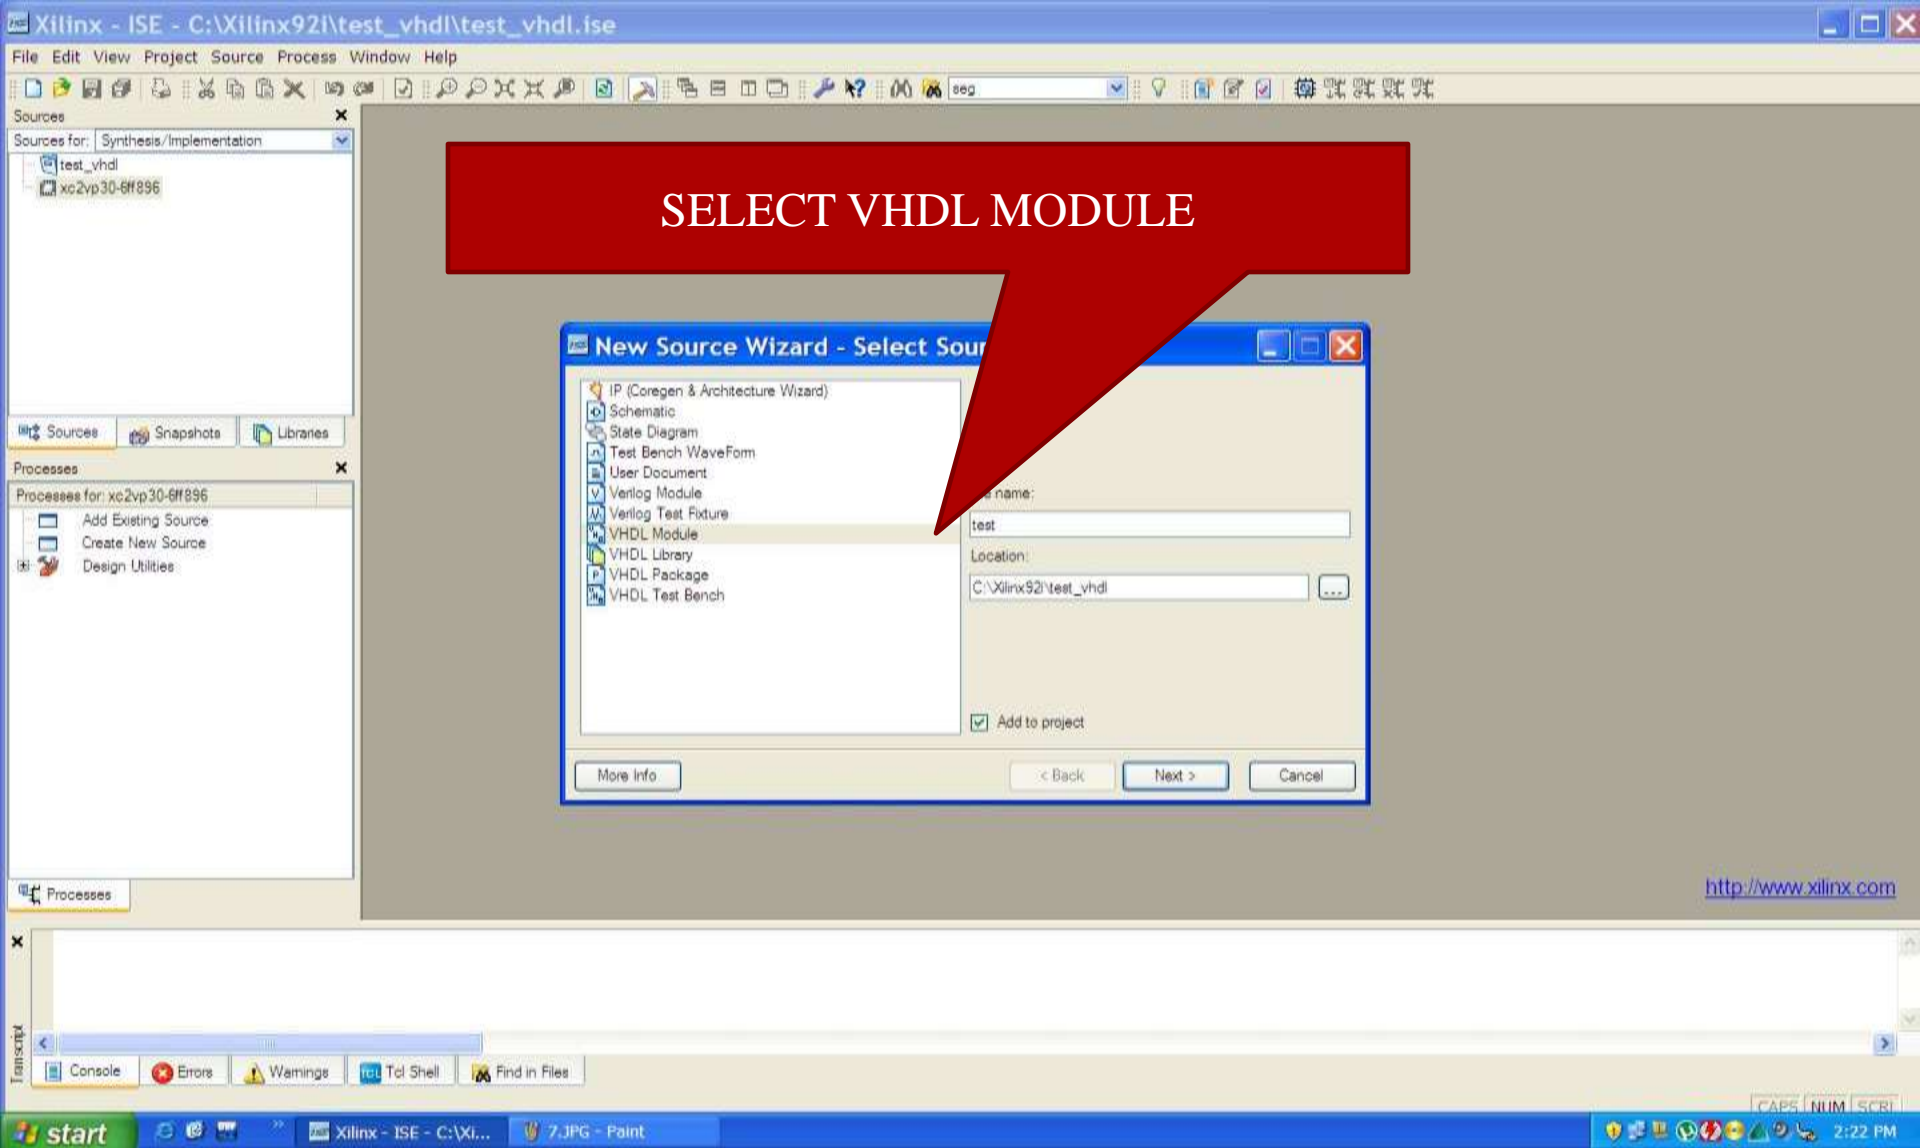 Xilinx - ISE - C:\Xilinx92i\test_vhdl\test_vhdl.ise
File Edit View Project Source Process Window Help
seg
Sources
Sources for: Synthesis/Implementation
test_vhdl
xc2vp30-6ff896
SELECT VHDL MODULE
Sources Snapshots Libraries
Processes
Processes for: xc2vp30-6ff896
Add Existing Source
Create New Source
Design Utilities
Processes
New Source Wizard - Select Sour
IP (Coregen & Architecture Wizard)
Schematic
State Diagram
Test Bench WaveForm
User Document
Verilog Module
Verilog Test Fixture
VHDL Module
VHDL Library
VHDL Package
VHDL Test Bench
name:
test
Location:
C:\Xilinx92i\test_vhdl
...
Add to project
More Info < Back Next > Cancel
http://www.xilinx.com
Transcript
Console Errors Warnings Tcl Shell Find in Files
CAPS NUM SCRL
start Xilinx - ISE - C:\Xi... 7.JPG - Paint 2:22 PM